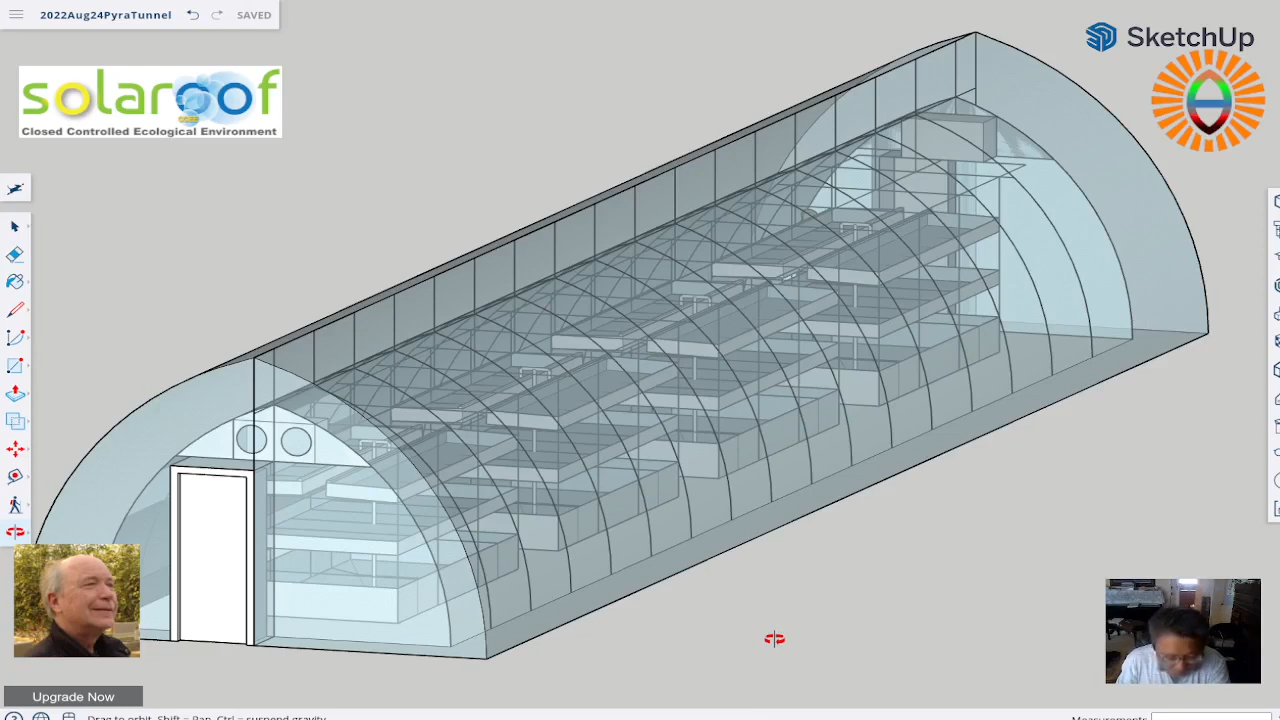 2022Aug24PyraTunnel
SAVED
SketchUp
solaroof
CCEE
Closed Controlled Ecological Environment
Upgrade Now
Drag to orbit. Shift = Pan, Ctrl = suspend gravity
Measurements